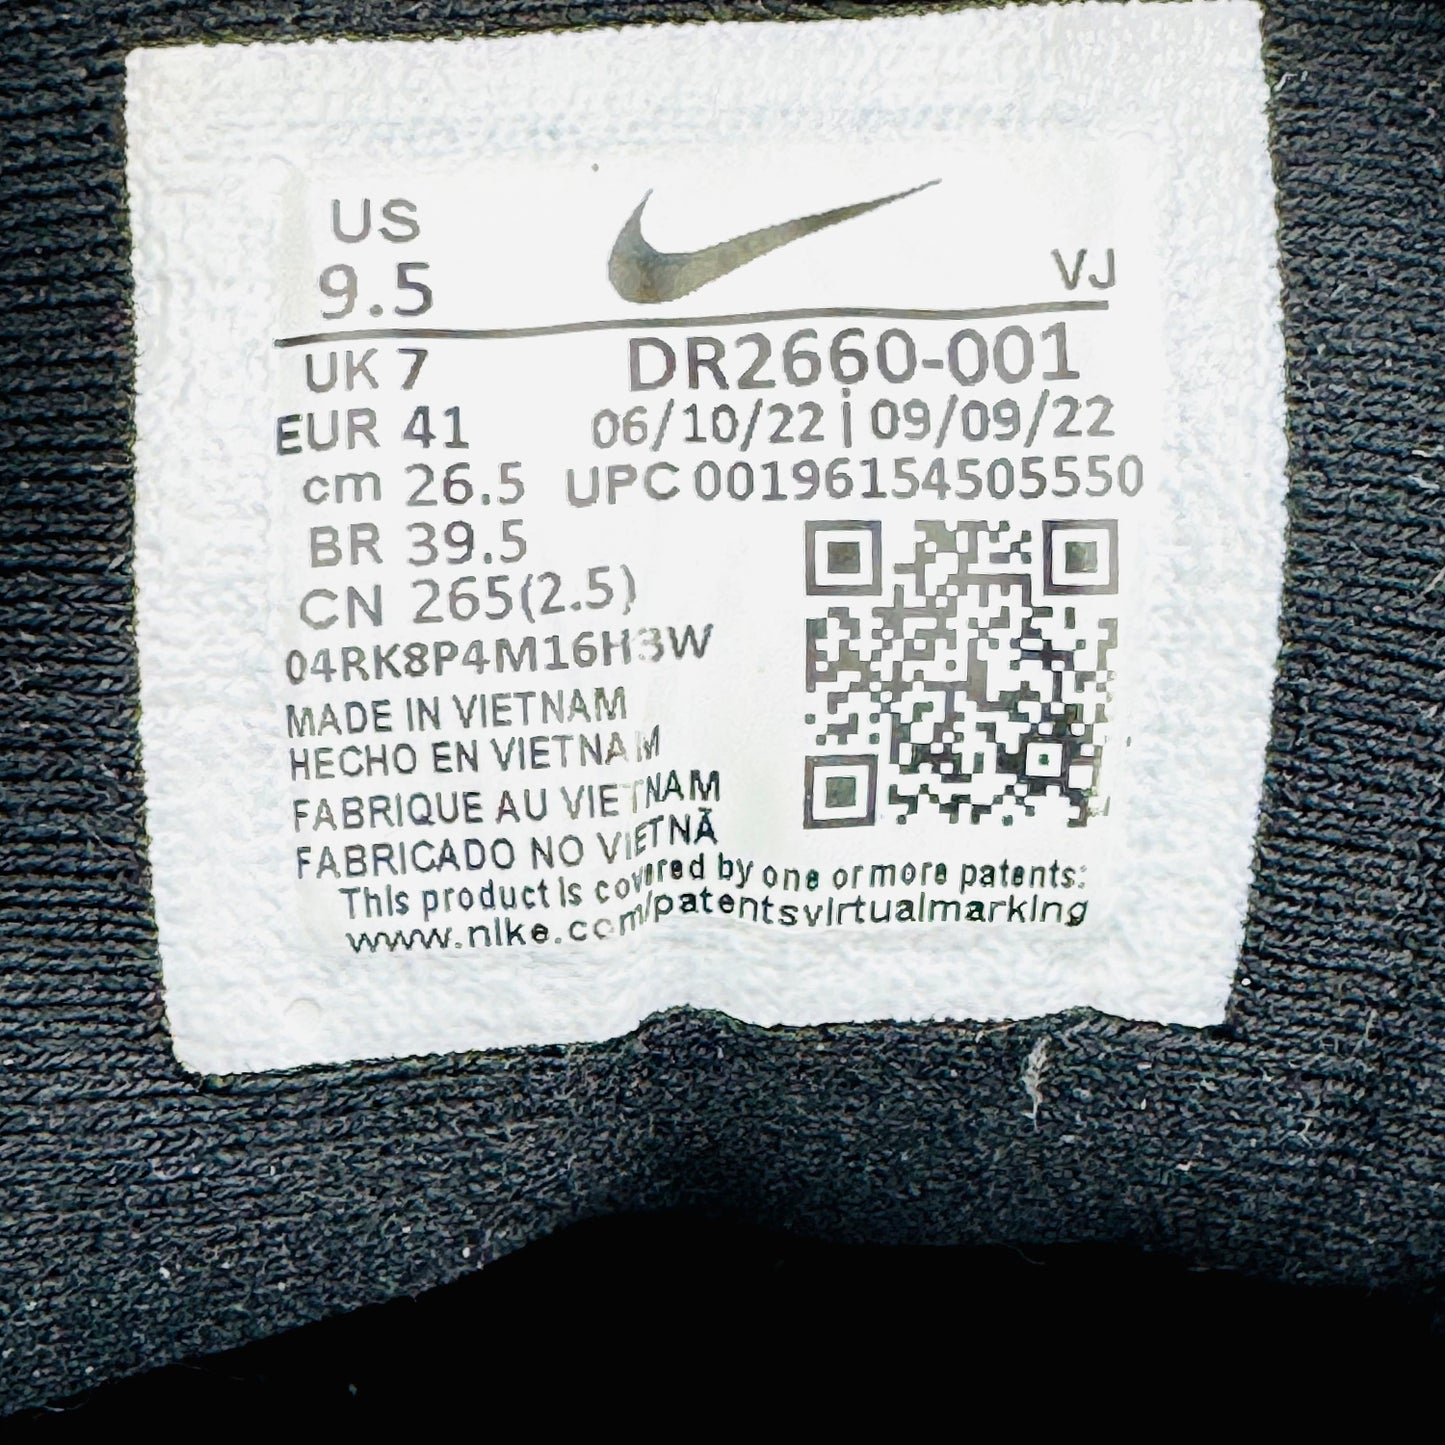 US
9.5
VJ
UK 7
DR2660-001
EUR 41
06/10/22 | 09/09/22
cm 26.5
UPC 00196154505550
BR 39.5
CN 265(2.5)
04RK8P4M16H3W
MADE IN VIETNAM
HECHO EN VIETNAM
FABRIQUE AU VIETNAM
FABRICADO NO VIETNÃ
This product is covered by one or more patents:
www.nike.com/patentsvirtualmarking